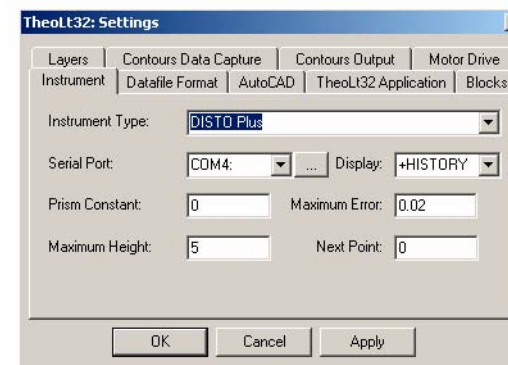 TheoLt32: Settings
Layers Contours Data Capture Contours Output Motor Drive
Instrument Datafile Format AutoCAD TheoLt32 Application Blocks
Instrument Type: DISTO Plus
Serial Port: COM4: ... Display: +HISTORY
Prism Constant: 0 Maximum Error: 0.02
Maximum Height: 5 Next Point: 0
OK Cancel Apply